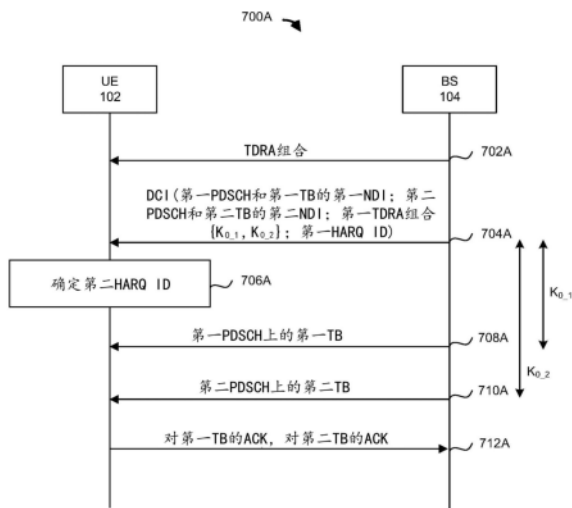 700A
UE
102
BS
104
TDRA组合
702A
DCI(第一PDSCH和第一TB的第一NDI; 第二
PDSCH和第二TB的第二NDI; 第一TDRA组合
{K₀_₁, K₀_₂}; 第一HARQ ID)
704A
确定第二HARQ ID
706A
K₀_₁
第一PDSCH上的第一TB
708A
K₀_₂
第二PDSCH上的第二TB
710A
对第一TB的ACK, 对第二TB的ACK
712A